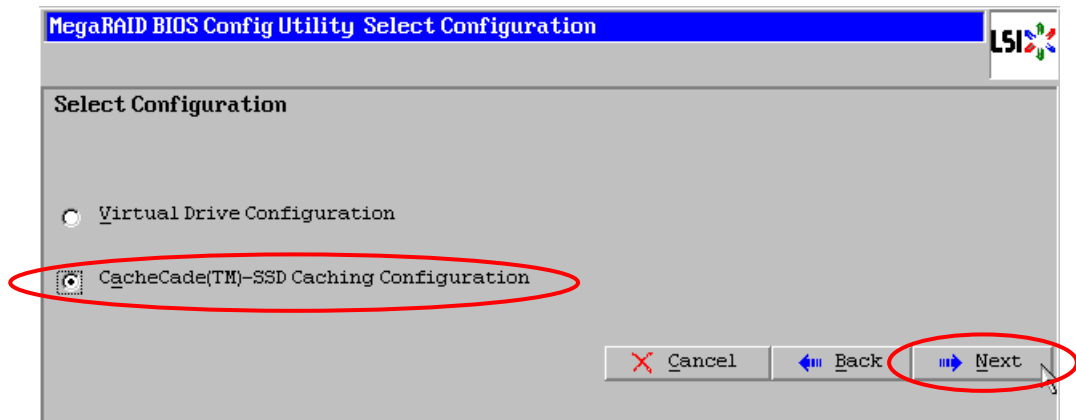 MegaRAID BIOS Config Utility Select Configuration
LSI
Select Configuration
Virtual Drive Configuration
CacheCade(TM)-SSD Caching Configuration
Cancel Back Next